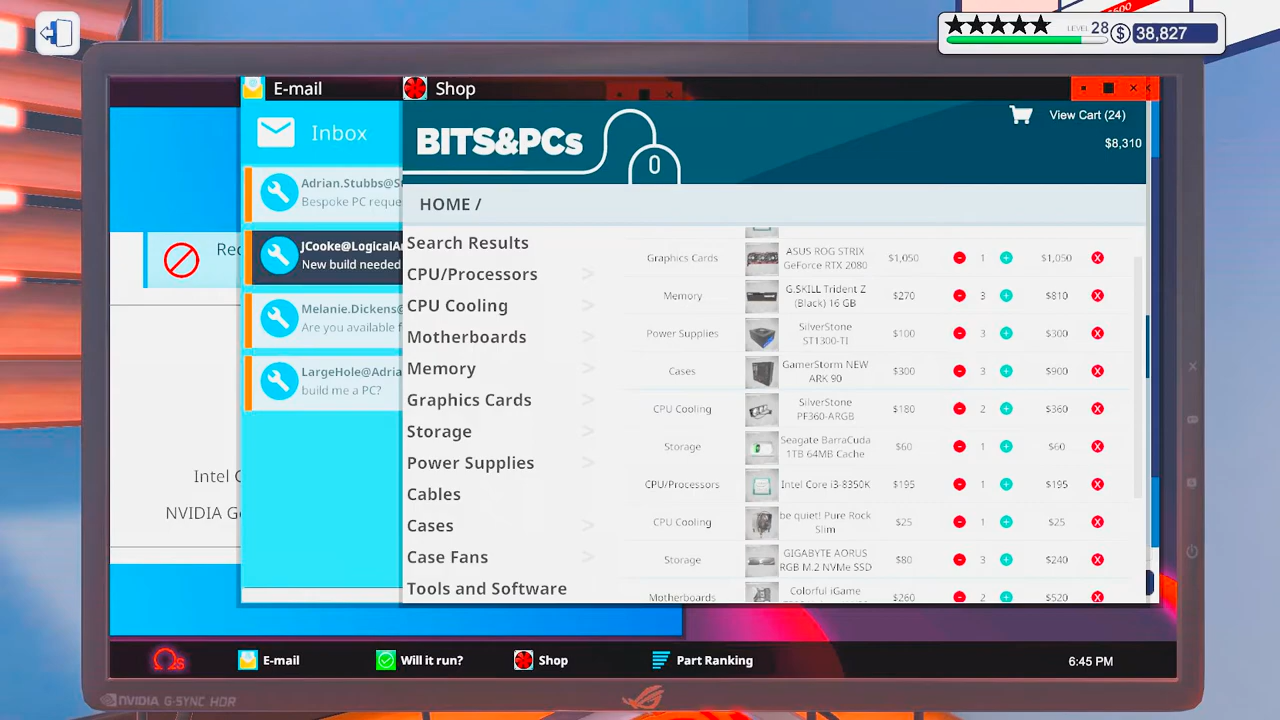 LEVEL 28
$ 38,827
E-mail
Shop
Inbox
BITS&PCs
View Cart (24)
$8,310
HOME /
Adrian.Stubbs@S
Bespoke PC reque
JCooke@LogicalA
New build needed
Melanie.Dickens@
Are you available f
LargeHole@Adria
build me a PC?
Rec
Intel C
NVIDIA Ge
Search Results
CPU/Processors >
CPU Cooling >
Motherboards >
Memory >
Graphics Cards >
Storage >
Power Supplies >
Cables
Cases >
Case Fans >
Tools and Software
Graphics Cards ASUS ROG STRIX GeForce RTX 2080 $1,050 - 1 + $1,050 X
Memory G.SKILL Trident Z (Black) 16 GB $270 - 3 + $810 X
Power Supplies SilverStone ST1300-TI $100 - 3 + $300 X
Cases GamerStorm NEW ARK 90 $300 - 3 + $900 X
CPU Cooling SilverStone PF360-ARGB $180 - 2 + $360 X
Storage Seagate BarraCuda 1TB 64MB Cache $60 - 1 + $60 X
CPU/Processors Intel Core i3-8350K $195 - 1 + $195 X
CPU Cooling be quiet! Pure Rock Slim $25 - 1 + $25 X
Storage GIGABYTE AORUS RGB M.2 NVMe SSD $80 - 3 + $240 X
Motherboards Colorful iGame $260 - 2 + $520 X
Ωs
E-mail
Will it run?
Shop
Part Ranking
6:45 PM
NVIDIA G-SYNC HDR